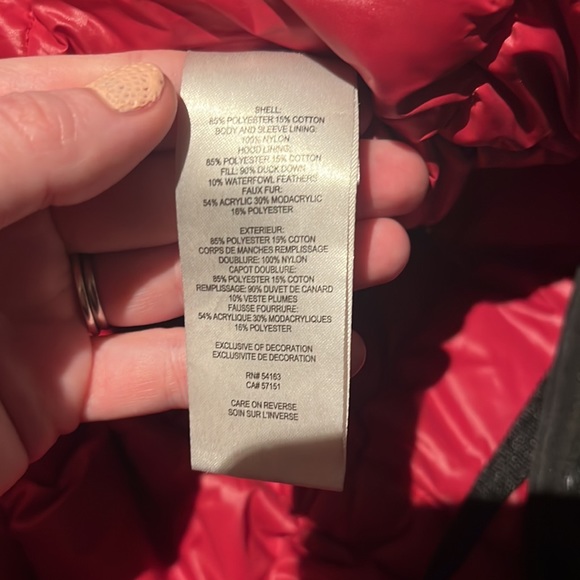 SHELL:
85% POLYESTER 15% COTTON
BODY AND SLEEVE LINING:
100% NYLON
HOOD LINING:
85% POLYESTER 15% COTTON
FILL: 90% DUCK DOWN
10% WATERFOWL FEATHERS
FAUX FUR:
54% ACRYLIC 30% MODACRYLIC
16% POLYESTER
EXTERIEUR:
85% POLYESTER 15% COTON
CORPS DE MANCHES REMPLISSAGE
DOUBLURE: 100% NYLON
CAPOT DOUBLURE:
85% POLYESTER 15% COTON
REMPLISSAGE: 90% DUVET DE CANARD
10% VESTE PLUMES
FAUSSE FOURRURE:
54% ACRYLIQUE 30% MODACRYLIQUES
16% POLYESTER
EXCLUSIVE OF DECORATION
EXCLUSIVITE DE DECORATION
RN# 54163
CA# 57151
CARE ON REVERSE
SOIN SUR L'INVERSE